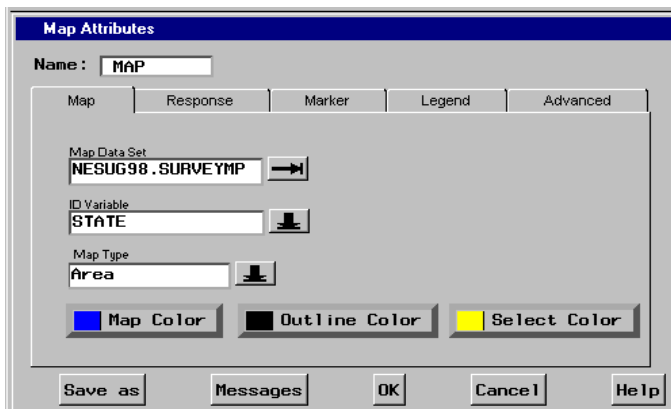 Map Attributes
Name: MAP
Map Response Marker Legend Advanced
Map Data Set
NESUG98.SURVEYMP
ID Variable
STATE
Map Type
Area
Map Color Outline Color Select Color
Save as Messages OK Cancel Help